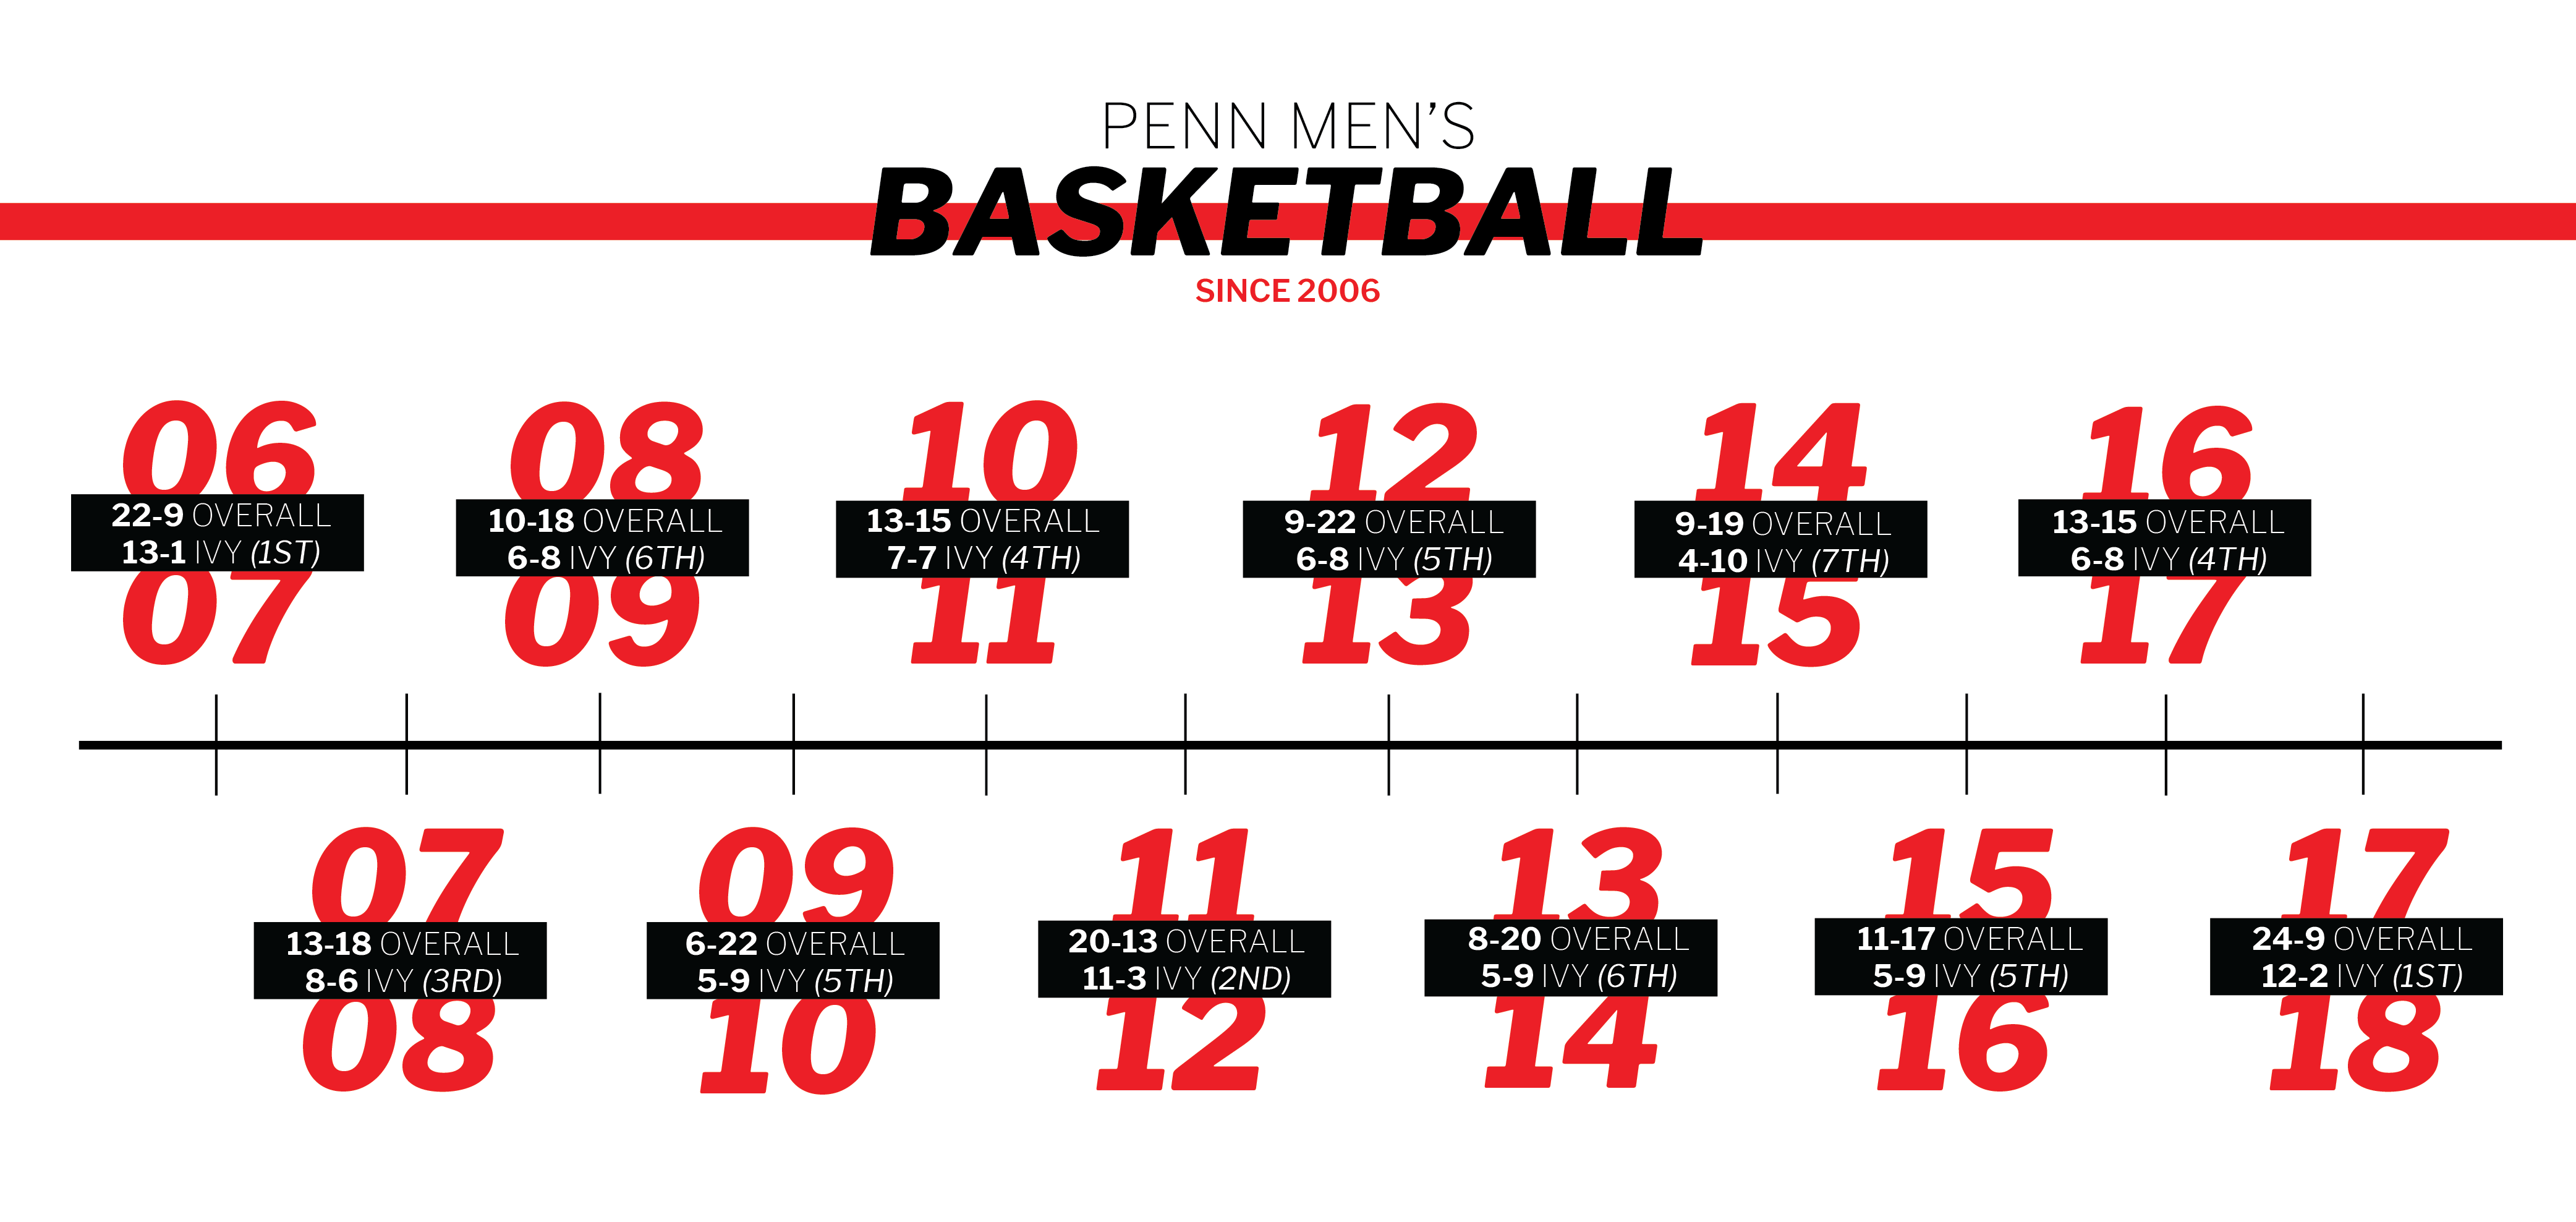 PENN MEN'S
BASKETBALL
SINCE 2006
06
22-9 OVERALL
13-1 IVY (1ST)
07
08
10-18 OVERALL
6-8 IVY (6TH)
09
10
13-15 OVERALL
7-7 IVY (4TH)
11
12
9-22 OVERALL
6-8 IVY (5TH)
13
14
9-19 OVERALL
4-10 IVY (7TH)
15
16
13-15 OVERALL
6-8 IVY (4TH)
17
07
13-18 OVERALL
8-6 IVY (3RD)
08
09
6-22 OVERALL
5-9 IVY (5TH)
10
11
20-13 OVERALL
11-3 IVY (2ND)
12
13
8-20 OVERALL
5-9 IVY (6TH)
14
15
11-17 OVERALL
5-9 IVY (5TH)
16
17
24-9 OVERALL
12-2 IVY (1ST)
18